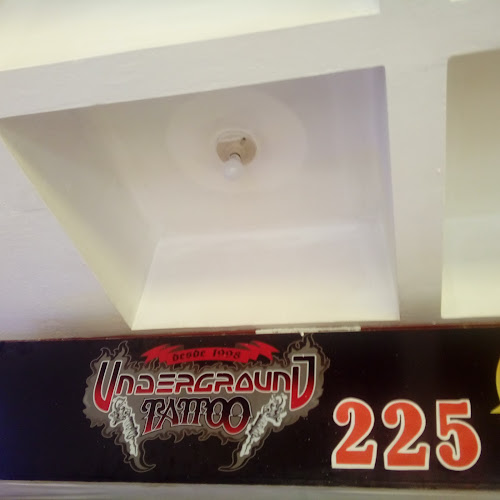 DESDE 1998
UNDERGROUND
TATTOO
225